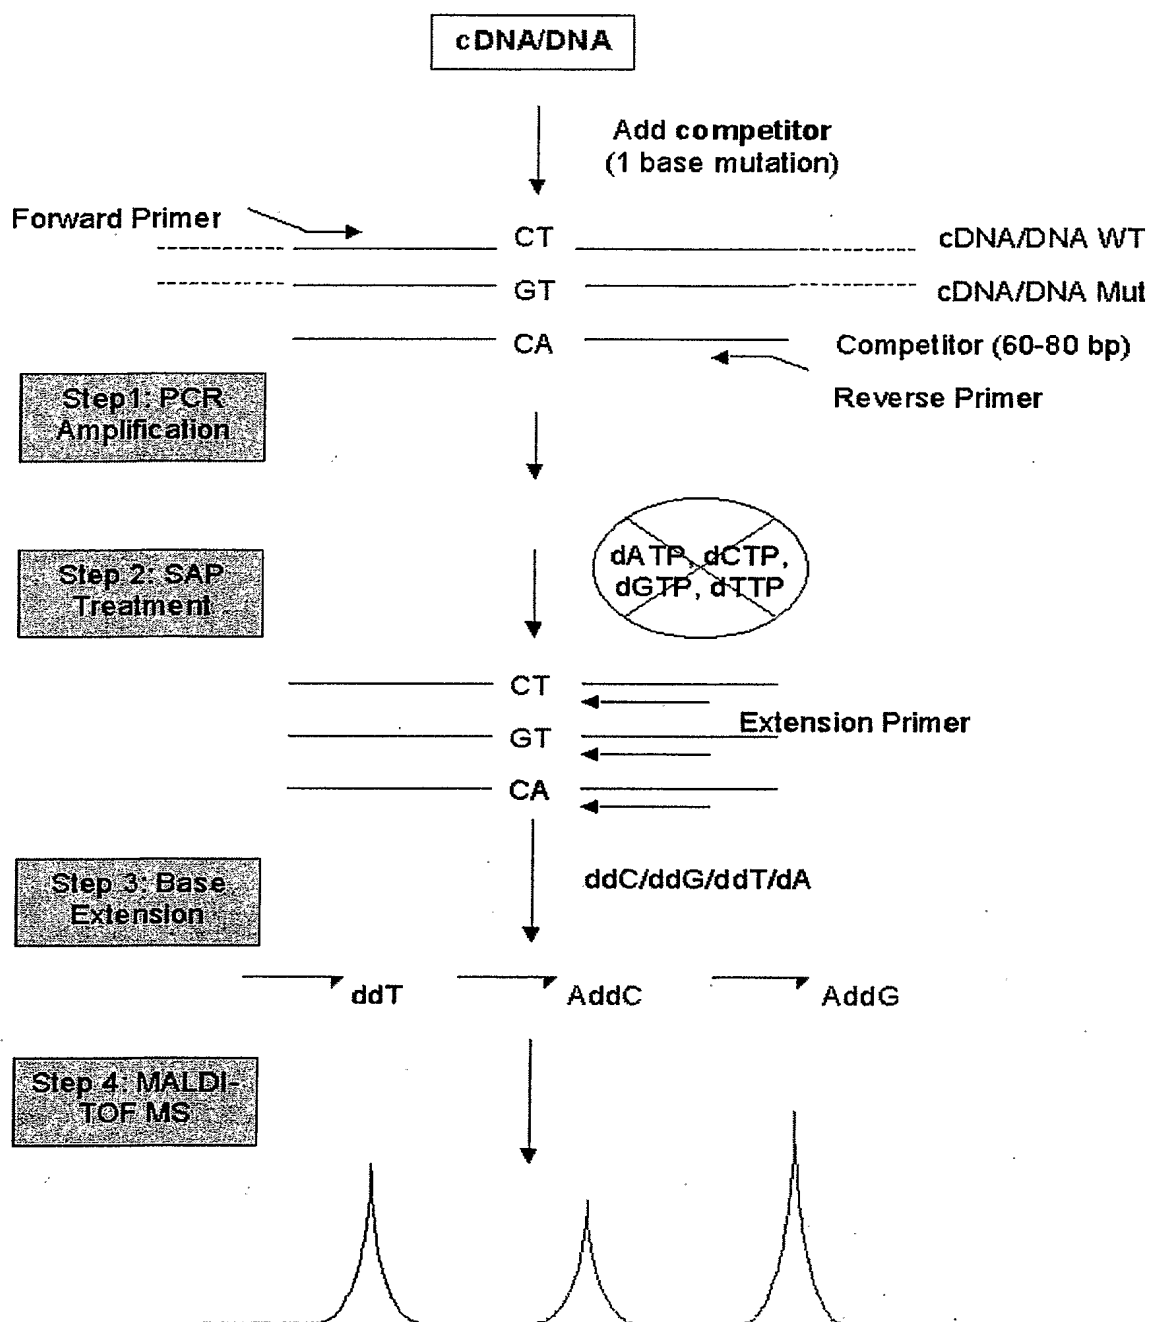 cDNA/DNA
Add competitor
(1 base mutation)
Forward Primer
CT
cDNA/DNA WT
GT
cDNA/DNA Mut
CA
Competitor (60-80 bp)
Reverse Primer
Step1: PCR
Amplification
dATP, dCTP,
dGTP, dTTP
Step 2: SAP
Treatment
CT
Extension Primer
GT
CA
Step 3: Base
Extension
ddC/ddG/ddT/dA
ddT
AddC
AddG
Step 4: MALDI-
TOF MS